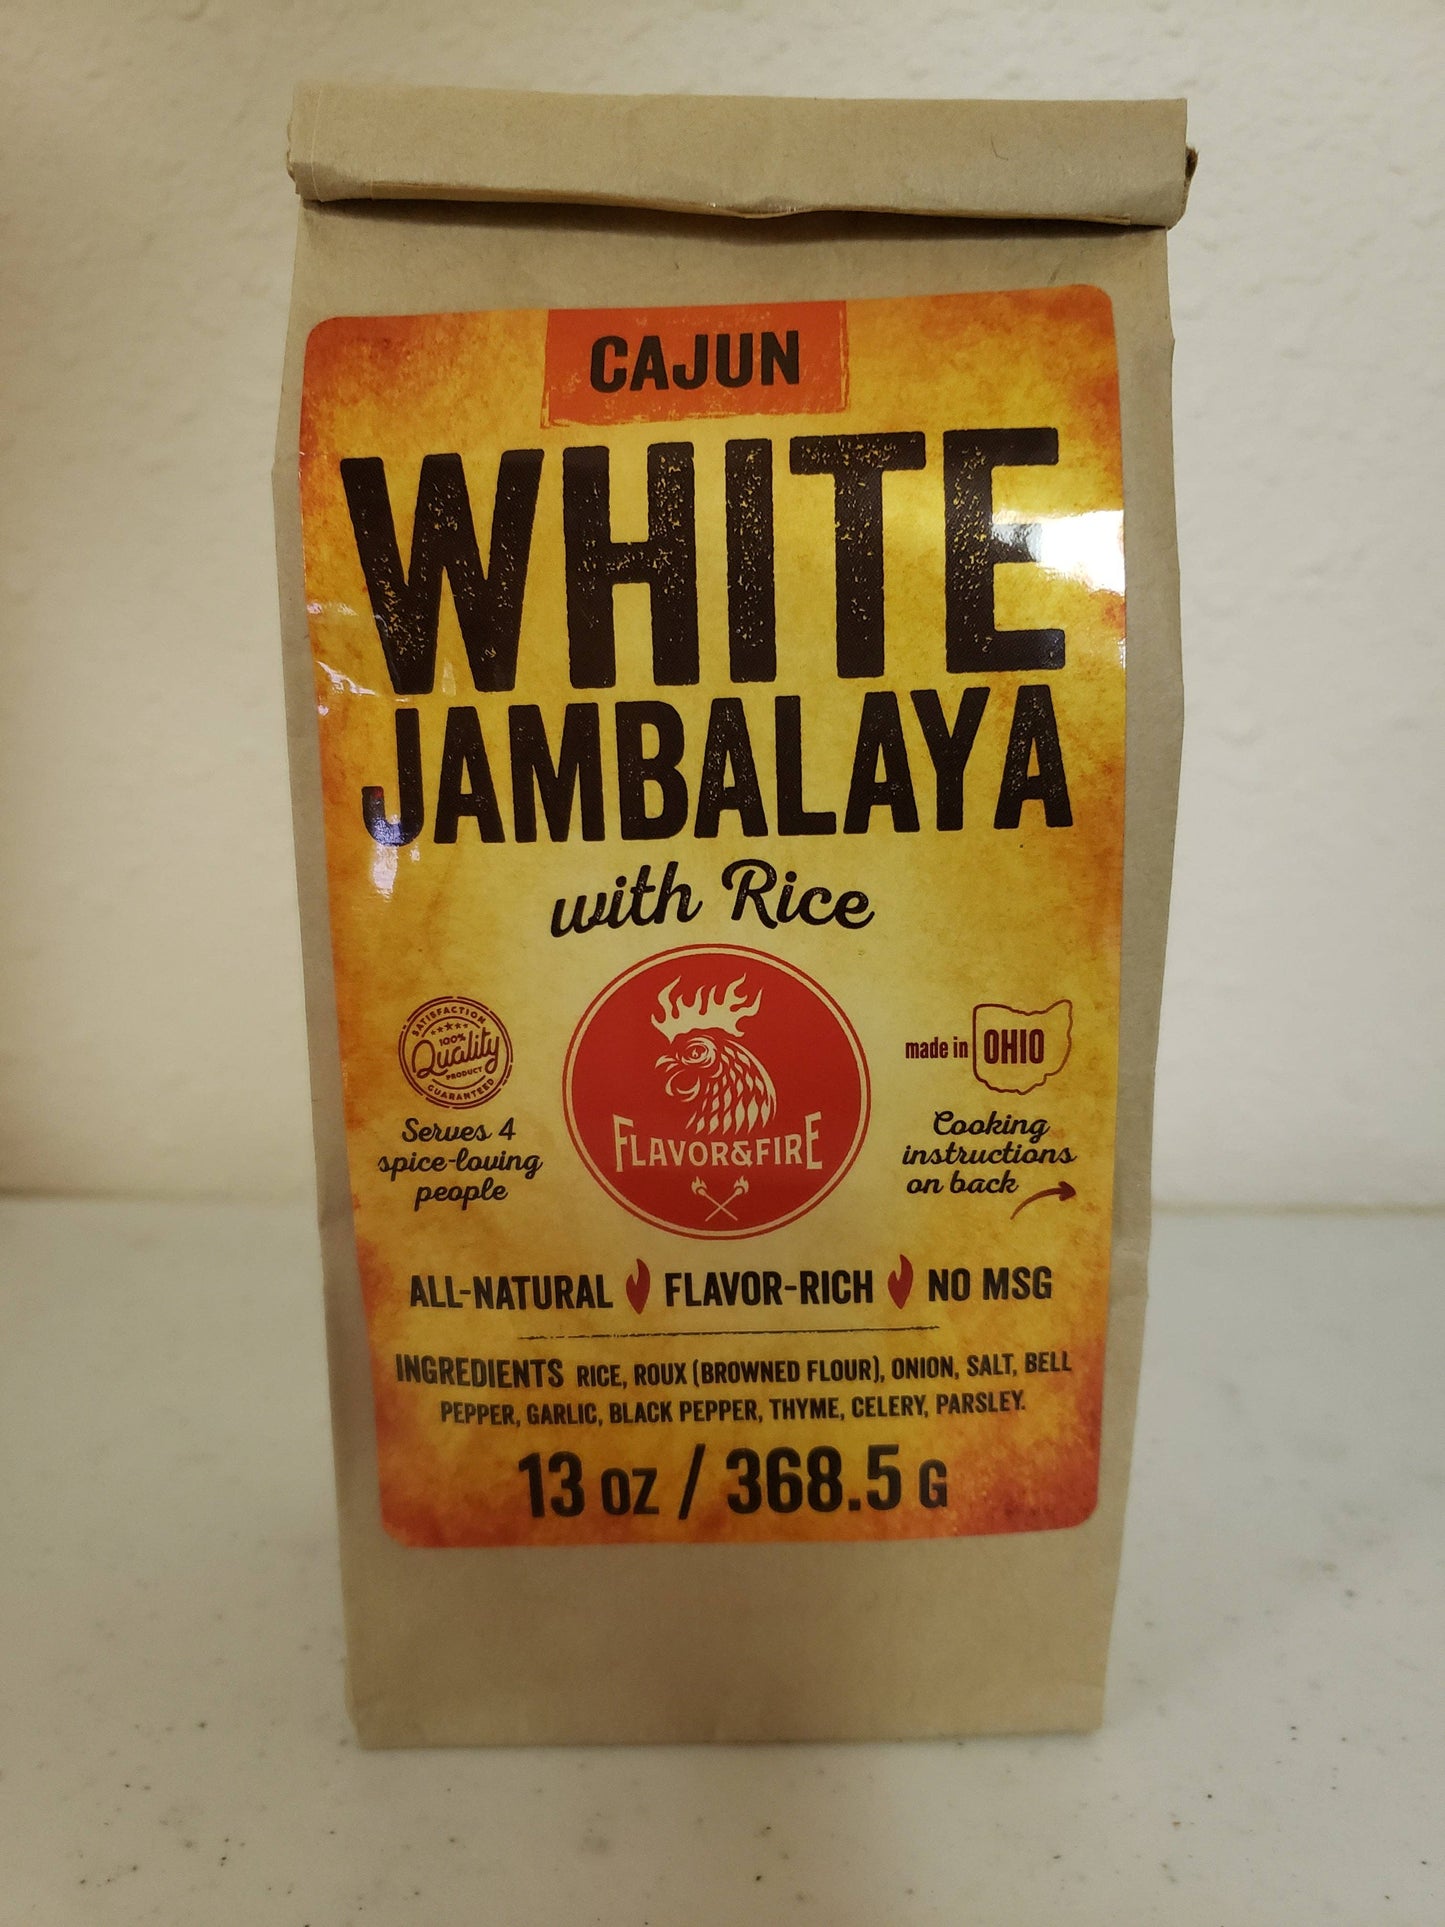 CAJUN
WHITE
JAMBALAYA
with Rice
SATISFACTION
100%
Quality
PRODUCT
GUARANTEED
Serves 4
spice-loving
people
FLAVOR&FIRE
made in OHIO
Cooking
instructions
on back
ALL-NATURAL FLAVOR-RICH NO MSG
INGREDIENTS RICE, ROUX (BROWNED FLOUR), ONION, SALT, BELL
PEPPER, GARLIC, BLACK PEPPER, THYME, CELERY, PARSLEY.
13 OZ / 368.5 G